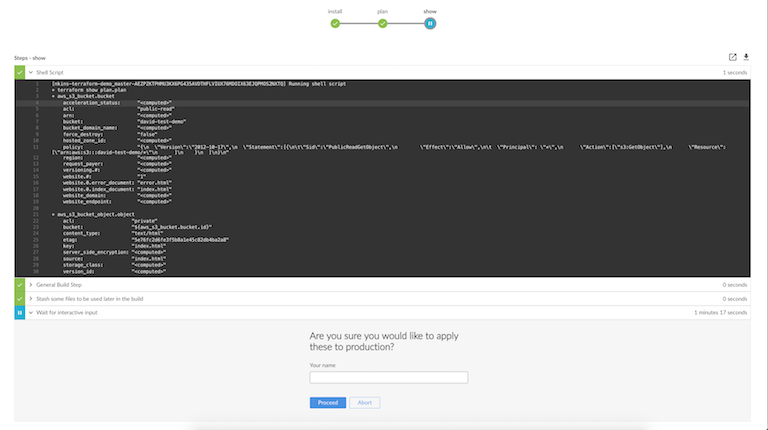 install plan show
Steps - show
Shell Script 1 seconds
1 Running shell script
2 + terraform show plan.plan
3 + aws_s3_bucket.bucket
4 acceleration_status: "<computed>"
5 acl: "public-read"
6 arn: "<computed>"
7 bucket: "david-test-demo"
8 bucket_domain_name: "<computed>"
9 force_destroy: "false"
10 hosted_zone_id: "<computed>"
11 policy: "{\n \"Version\":\"2012-10-17\",\n \"Statement\":[{\n\t\"Sid\":\"PublicReadGetObject\",\n \"Effect\":\"Allow\",\n\t \"Principal\": \"*\",\n \"Action\":[\"s3:GetObject\"],\n \"Resource\":
[\"arn:aws:s3:::david-test-demo/*\"\n ]\n }\n ]\n}\n"
12 region: "<computed>"
13 request_payer: "<computed>"
14 versioning.#: "<computed>"
15 website.#: "1"
16 website.0.error_document: "error.html"
17 website.0.index_document: "index.html"
18 website_domain: "<computed>"
19 website_endpoint: "<computed>"
20
21 + aws_s3_bucket_object.object
22 acl: "private"
23 bucket: "${aws_s3_bucket.bucket.id}"
24 content_type: "text/html"
25 etag: "5e76fc2d6fe3f5b8a1e45c82db4ba2a8"
26 key: "index.html"
27 server_side_encryption: "<computed>"
28 source: "index.html"
29 storage_class: "<computed>"
30 version_id: "<computed>"
General Build Step 0 seconds
Stash some files to be used later in the build 0 seconds
Wait for interactive input 1 minutes 17 seconds
Are you sure you would like to apply
these to production?
Your name
Proceed Abort